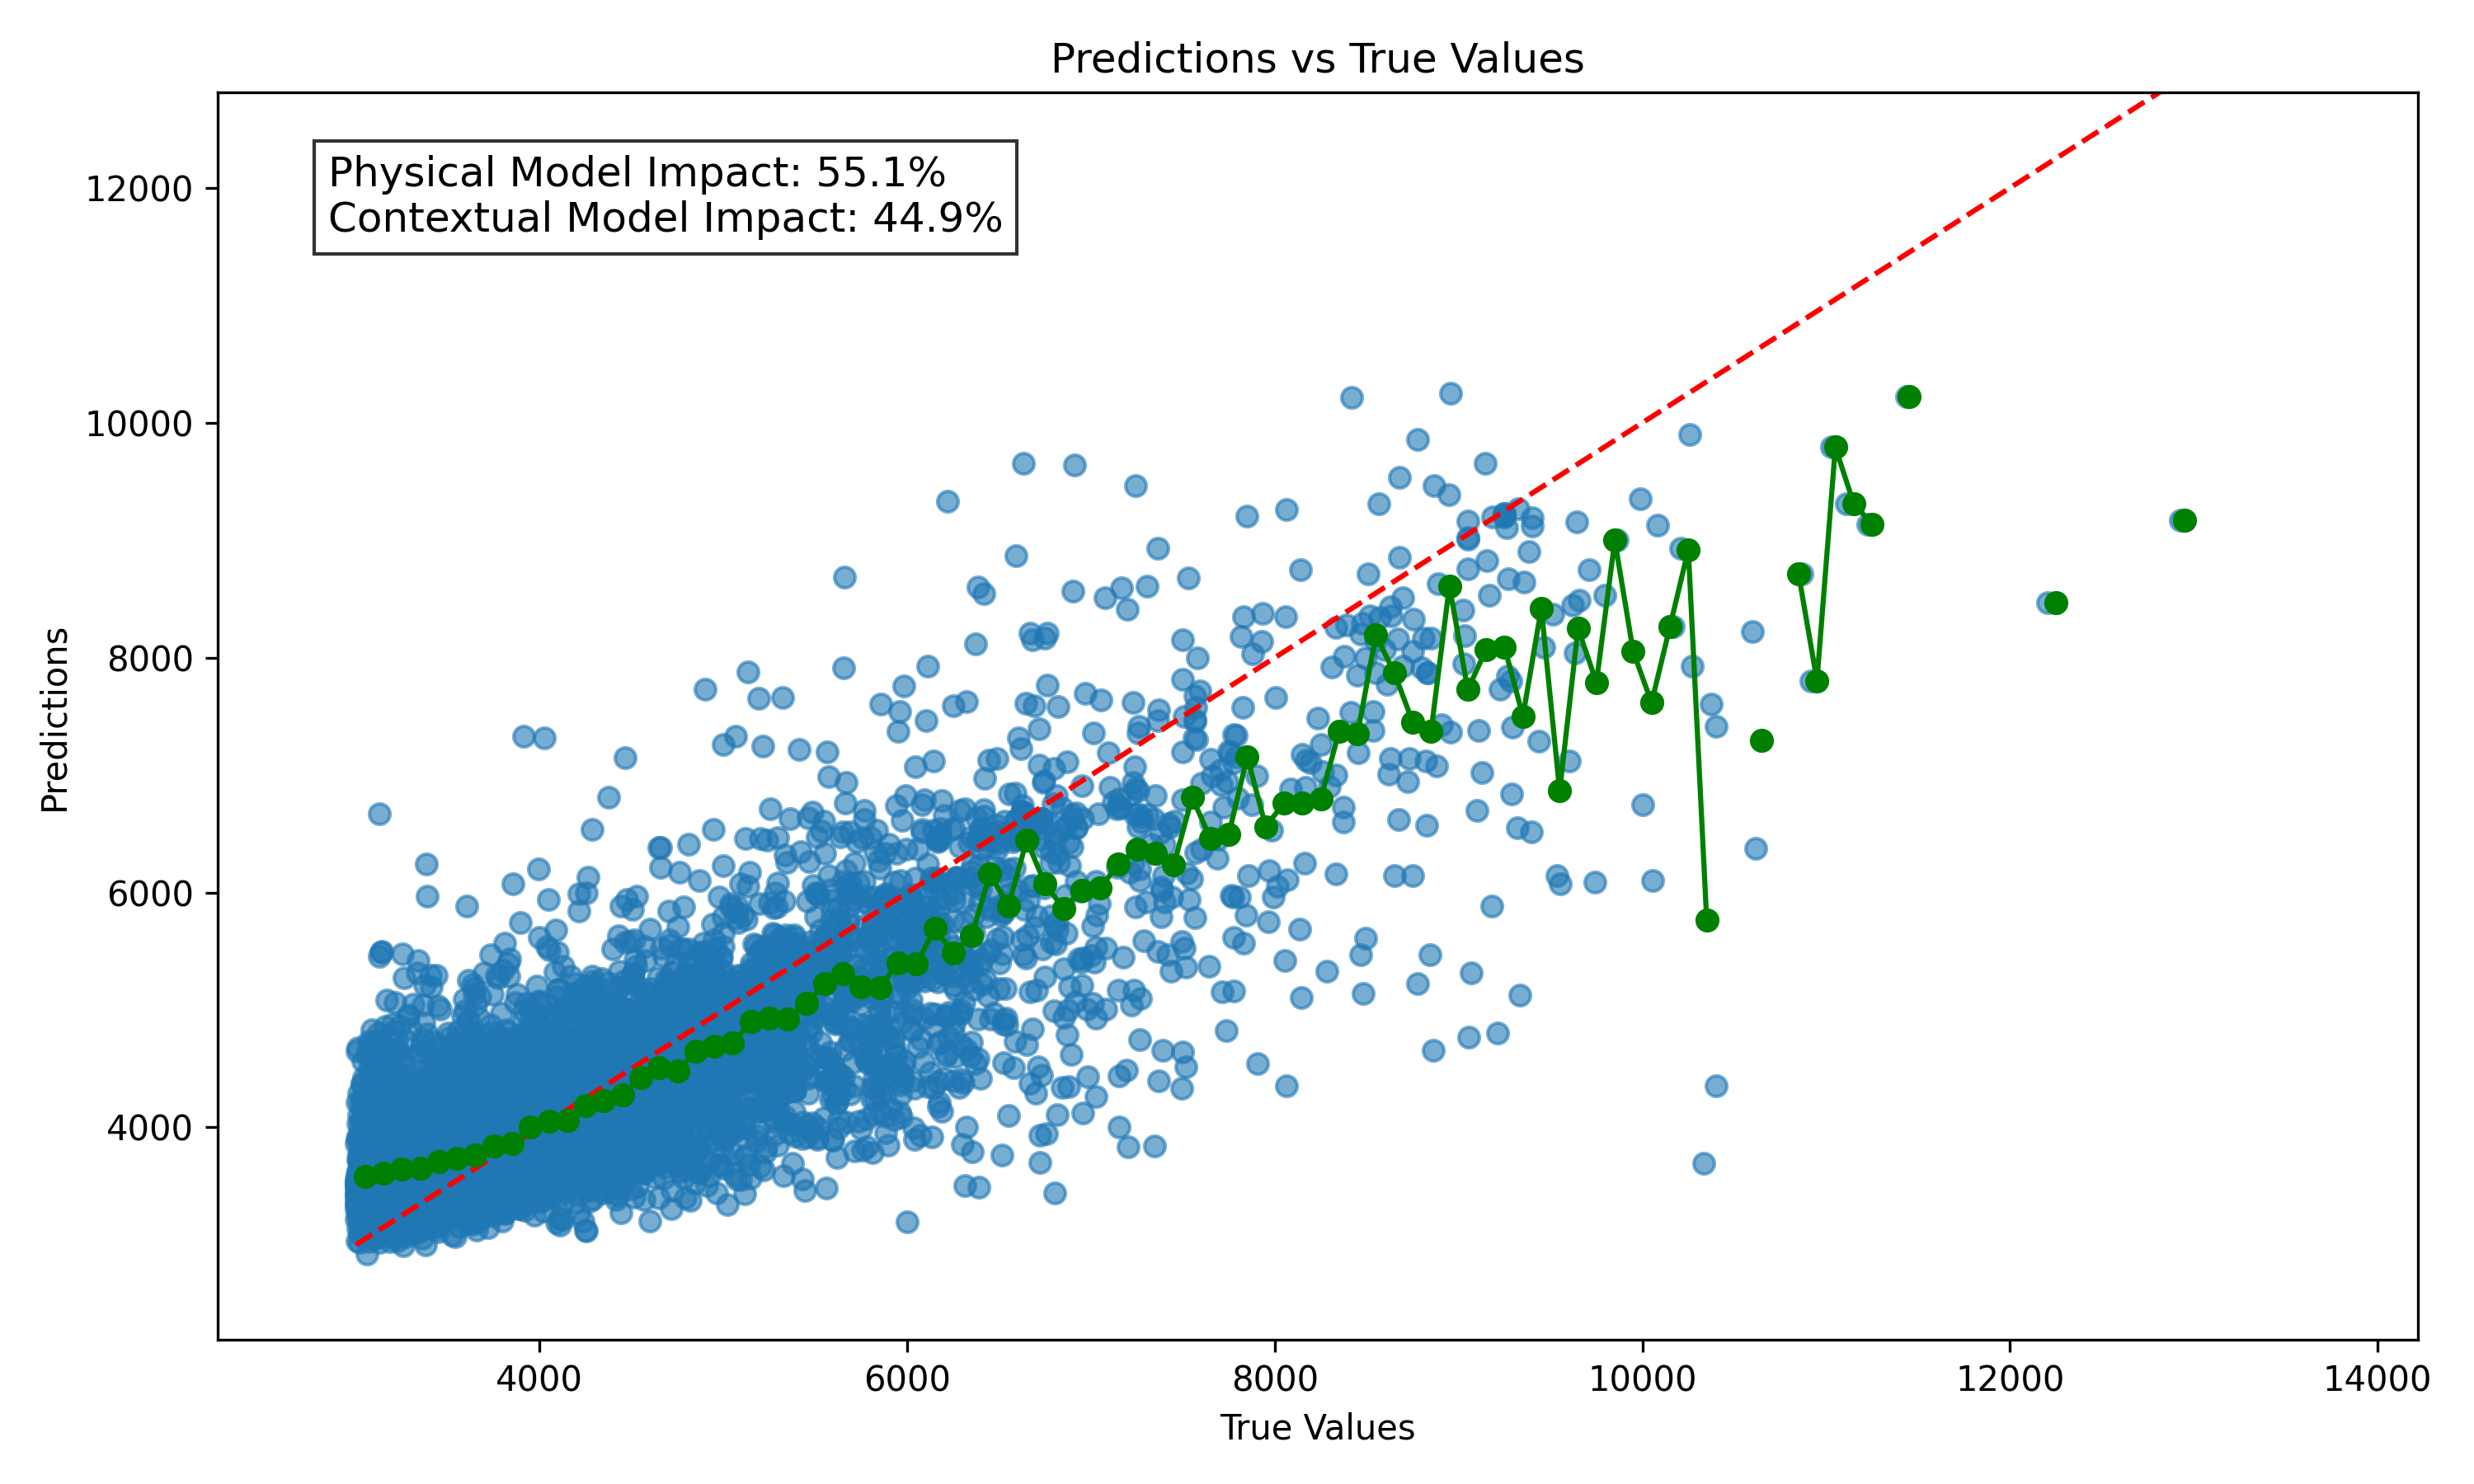 Predictions vs True Values
Physical Model Impact: 55.1%
Contextual Model Impact: 44.9%
Predictions
12000
10000
8000
6000
4000
4000
6000
8000
10000
12000
14000
True Values